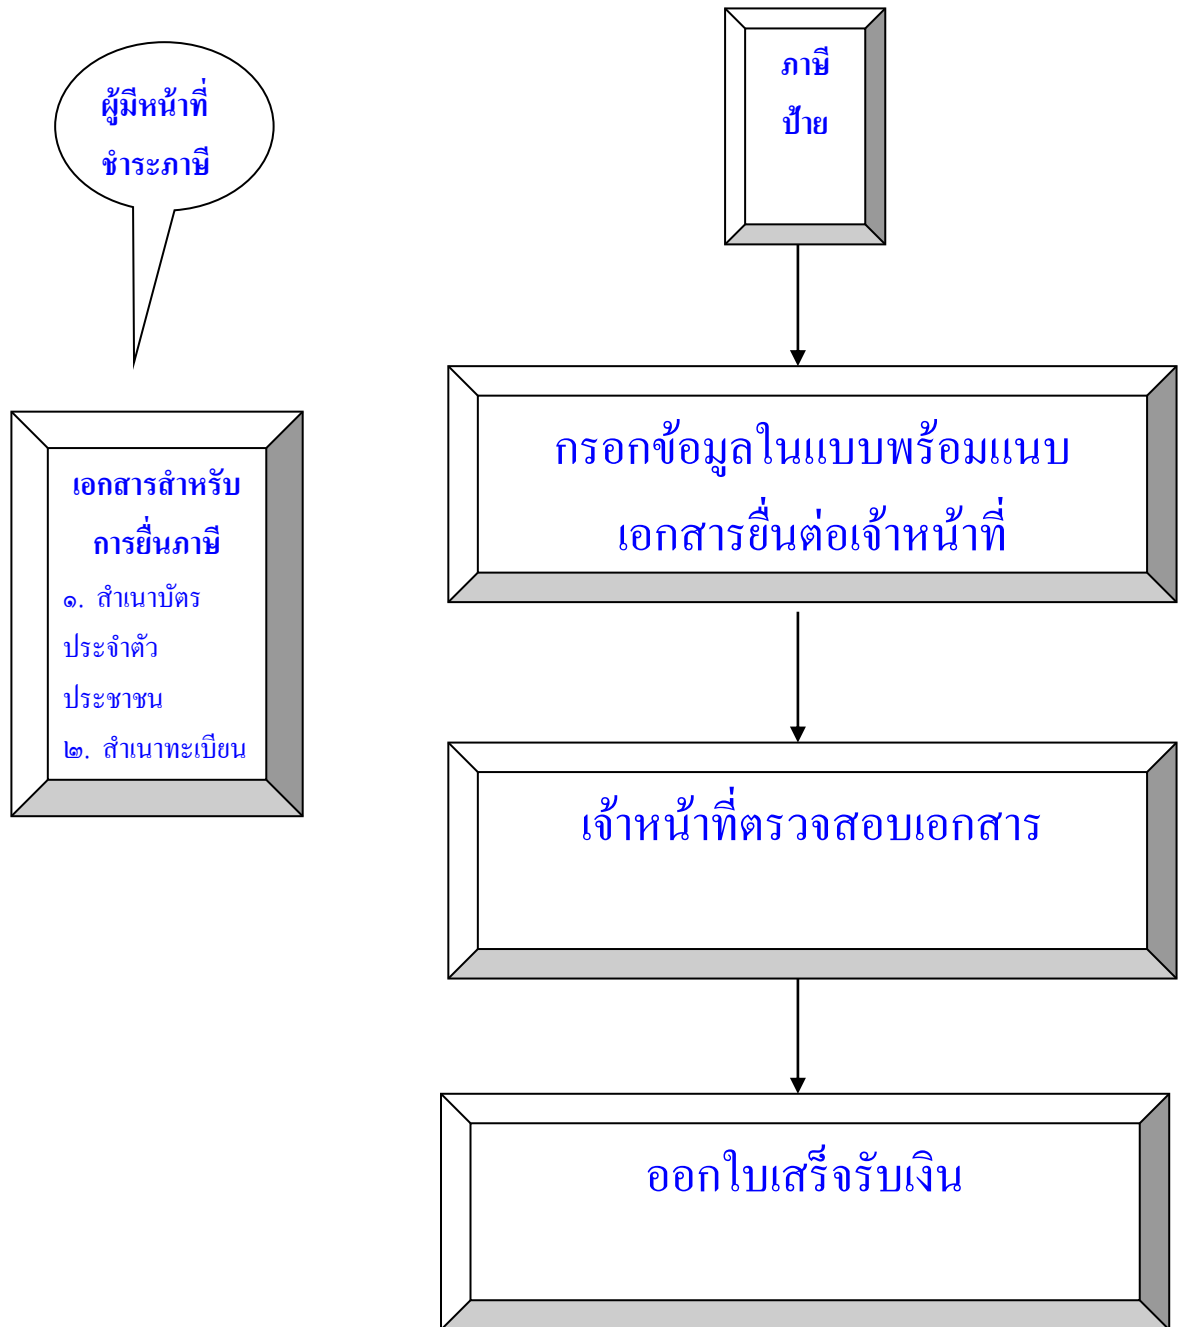 ผู้มีหน้าที่
ชำระภาษี
ภาษี
ป้าย
เอกสารสำหรับ
การยื่นภาษี
๑. สำเนาบัตร
ประจำตัว
ประชาชน
๒. สำเนาทะเบียน
กรอกข้อมูลในแบบพร้อมแนบ
เอกสารยื่นต่อเจ้าหน้าที่
เจ้าหน้าที่ตรวจสอบเอกสาร
ออกใบเสร็จรับเงิน